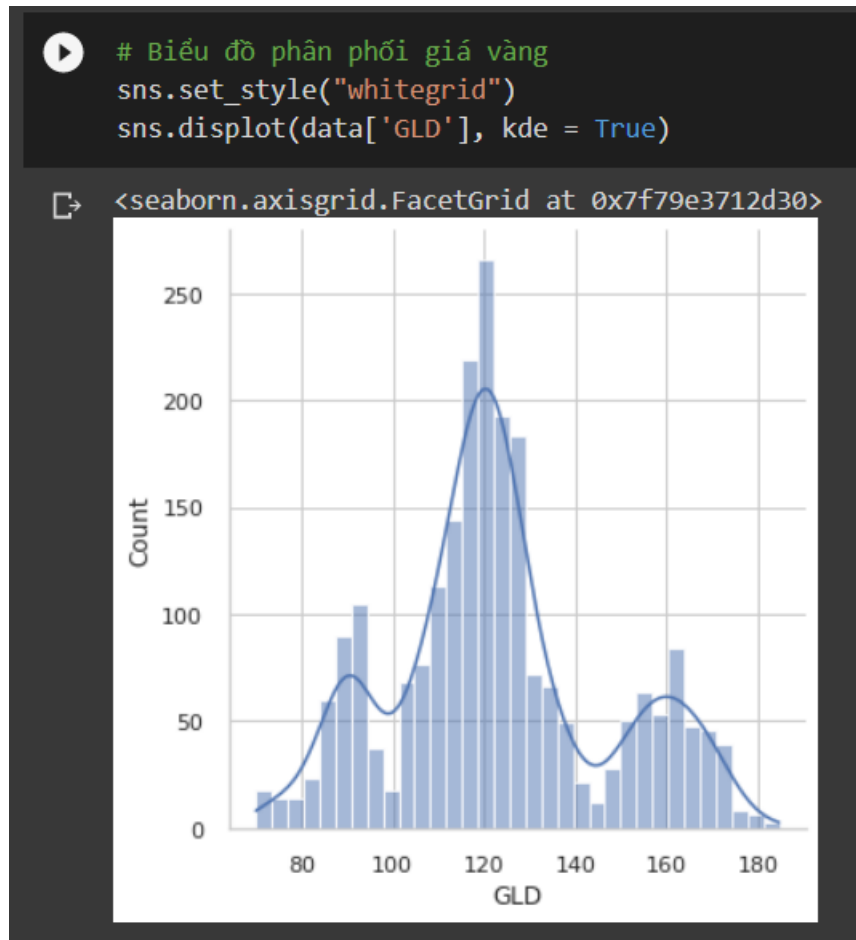 # Biểu đồ phân phối giá vàng
sns.set_style("whitegrid")
sns.displot(data['GLD'], kde = True)
<seaborn.axisgrid.FacetGrid at 0x7f79e3712d30>
250
200
150
100
50
0
Count
80 100 120 140 160 180
GLD